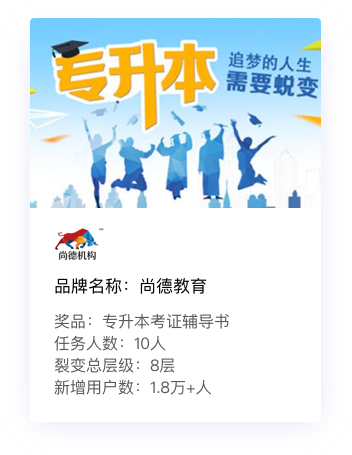 专升本
追梦的人生
需要蜕变
尚德机构
™
品牌名称：尚德教育
奖品：专升本考证辅导书
任务人数：10人
裂变总层级：8层
新增用户数：1.8万+人